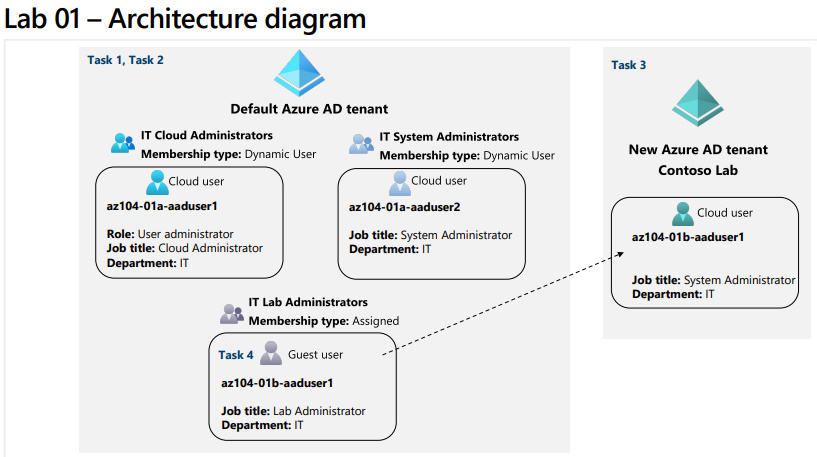 Lab 01 – Architecture diagram
Task 1, Task 2
Default Azure AD tenant
IT Cloud Administrators
Membership type: Dynamic User
Cloud user
az104-01a-aaduser1
Role: User administrator
Job title: Cloud Administrator
Department: IT
IT System Administrators
Membership type: Dynamic User
Cloud user
az104-01a-aaduser2
Job title: System Administrator
Department: IT
IT Lab Administrators
Membership type: Assigned
Task 4
Guest user
az104-01b-aaduser1
Job title: Lab Administrator
Department: IT
Task 3
New Azure AD tenant
Contoso Lab
Cloud user
az104-01b-aaduser1
Job title: System Administrator
Department: IT